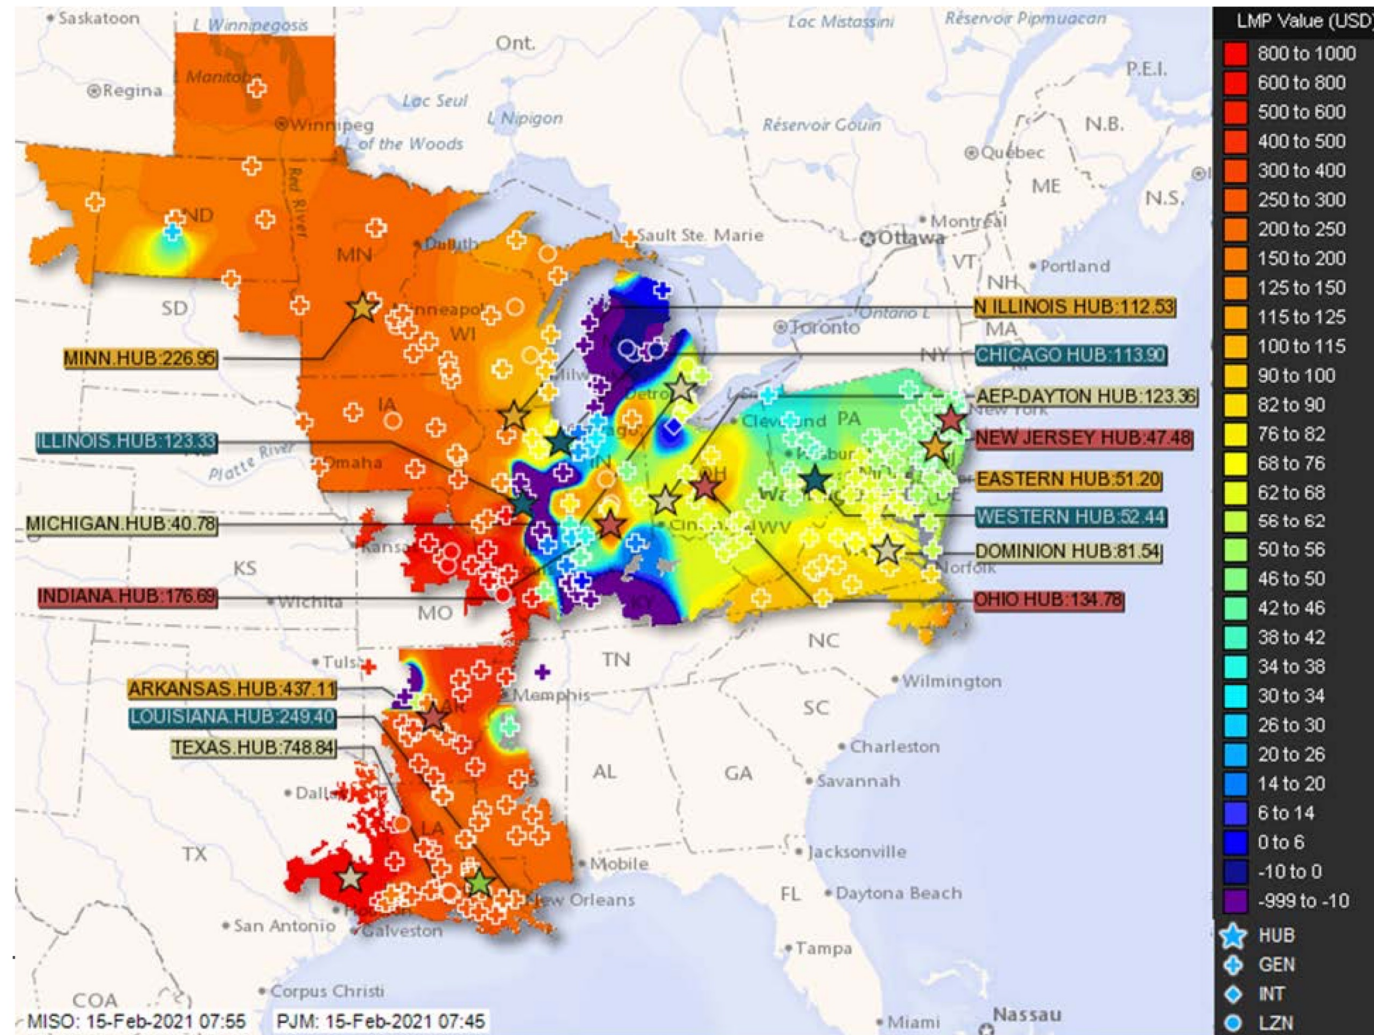 Saskatoon
L Winnipegosis
Lac Mistassini
Réservoir Pipmuacan
LMP Value (USD)
Ont.
800 to 1000
L Manitoba
P.E.I.
600 to 800
Regina
Lac Seul
500 to 600
Winnipeg
L Nipigon
Réservoir Gouin
N.B.
400 to 500
L of the Woods
Québec
300 to 400
Red River
ME
N.S.
250 to 300
ND
Montréal
200 to 250
MN
Duluth
Sault Ste. Marie
Ottawa
VT
Portland
150 to 200
NH
125 to 150
SD
WI
Ontario L
N ILLINOIS HUB:112.53
115 to 125
Toronto
MA
MINN.HUB:226.95
NY
CHICAGO HUB:113.90
100 to 115
90 to 100
IA
PA
AEP-DAYTON HUB:123.36
82 to 90
Cleveland
New York
ILLINOIS.HUB:123.33
NEW JERSEY HUB:47.48
76 to 82
Platte River
Omaha
IN
OH
EASTERN HUB:51.20
68 to 76
62 to 68
MICHIGAN.HUB:40.78
WV
WESTERN HUB:52.44
56 to 62
DOMINION HUB:81.54
50 to 56
KS
Norfolk
46 to 50
INDIANA.HUB:176.69
Wichita
MO
KY
OHIO HUB:134.78
42 to 46
NC
38 to 42
TN
34 to 38
ARKANSAS.HUB:437.11
Memphis
Wilmington
30 to 34
LOUISIANA.HUB:249.40
AR
SC
26 to 30
TEXAS.HUB:748.84
Charleston
20 to 26
AL
GA
Savannah
14 to 20
6 to 14
LA
TX
Mobile
Jacksonville
0 to 6
-10 to 0
FL
Daytona Beach
-999 to -10
New Orleans
San Antonio
Galveston
HUB
Tampa
GEN
COA
Corpus Christi
INT
MISO: 15-Feb-2021 07:55
PJM: 15-Feb-2021 07:45
Miami
Nassau
LZN